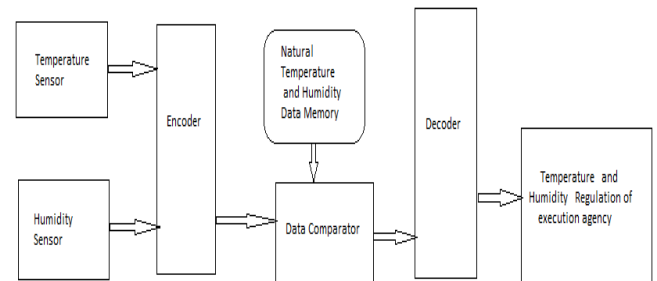 Temperature
Sensor
Humidity
Sensor
Encoder
Natural
Temperature
and Humidity
Data Memory
Data Comparator
Decoder
Temperature and
Humidity Regulation of
execution agency